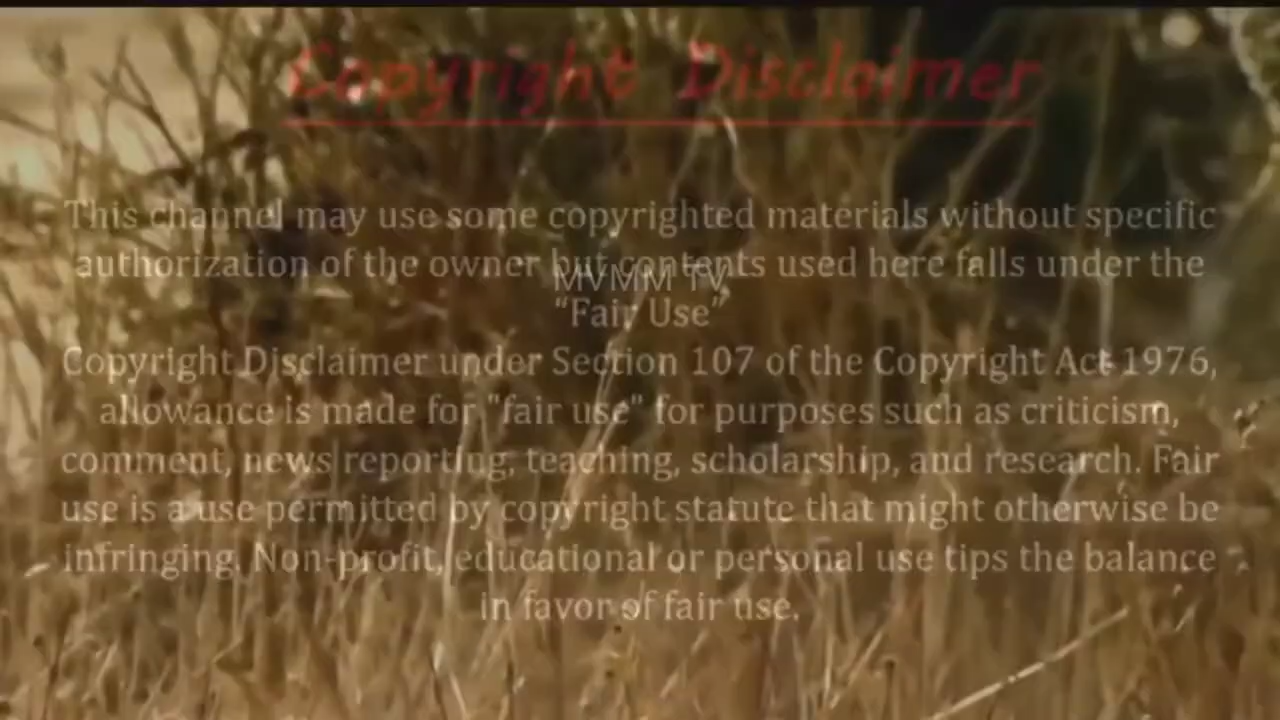 Copyright Disclaimer
This channel may use some copyrighted materials without specific
authorization of the owner but contents used here falls under the
MVMM TV
“Fair Use”
Copyright Disclaimer under Section 107 of the Copyright Act 1976,
allowance is made for "fair use" for purposes such as criticism,
comment, news reporting, teaching, scholarship, and research. Fair
use is a use permitted by copyright statute that might otherwise be
infringing. Non-profit, educational or personal use tips the balance
in favor of fair use.